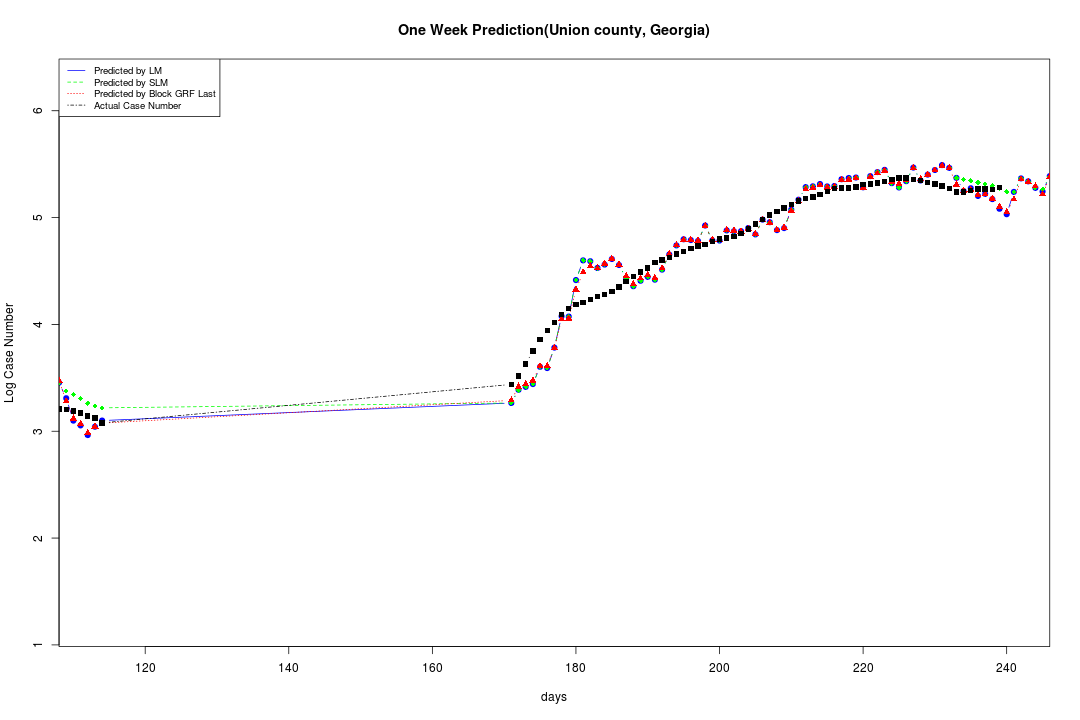 One Week Prediction(Union county, Georgia)
Predicted by LM
Predicted by SLM
Predicted by Block GRF Last
Actual Case Number
6
5
4
3
2
1
Log Case Number
120 140 160 180 200 220 240
days